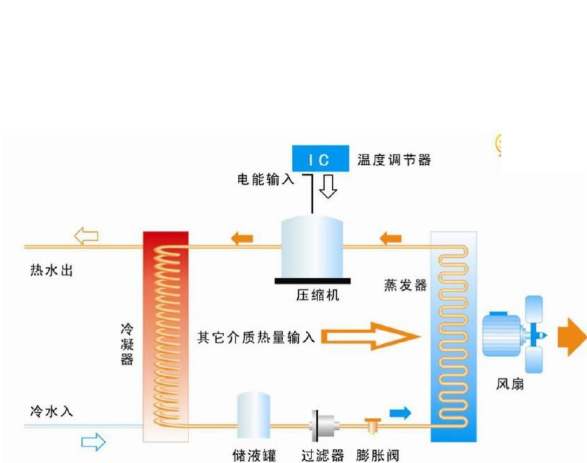 IC
温度调节器
电能输入
热水出
压缩机
蒸发器
冷凝器
其它介质热量输入
风扇
冷水入
储液罐
过滤器
膨胀阀